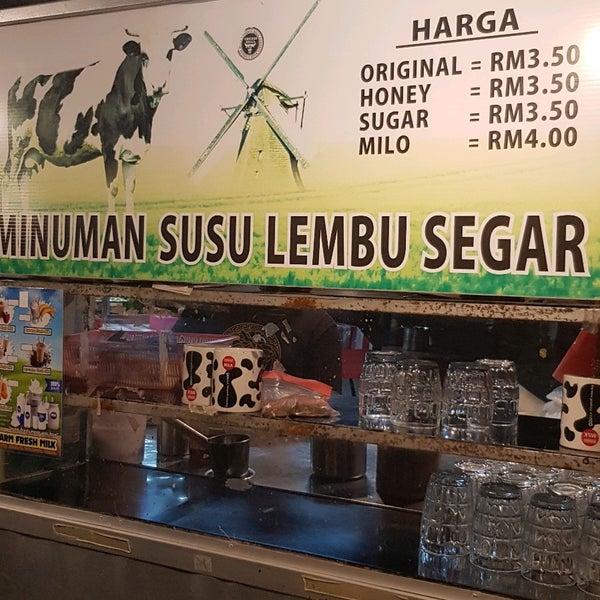 HARGA
ORIGINAL = RM3.50
HONEY = RM3.50
SUGAR = RM3.50
MILO = RM4.00
MINUMAN SUSU LEMBU SEGAR
ARM FRESH MILK